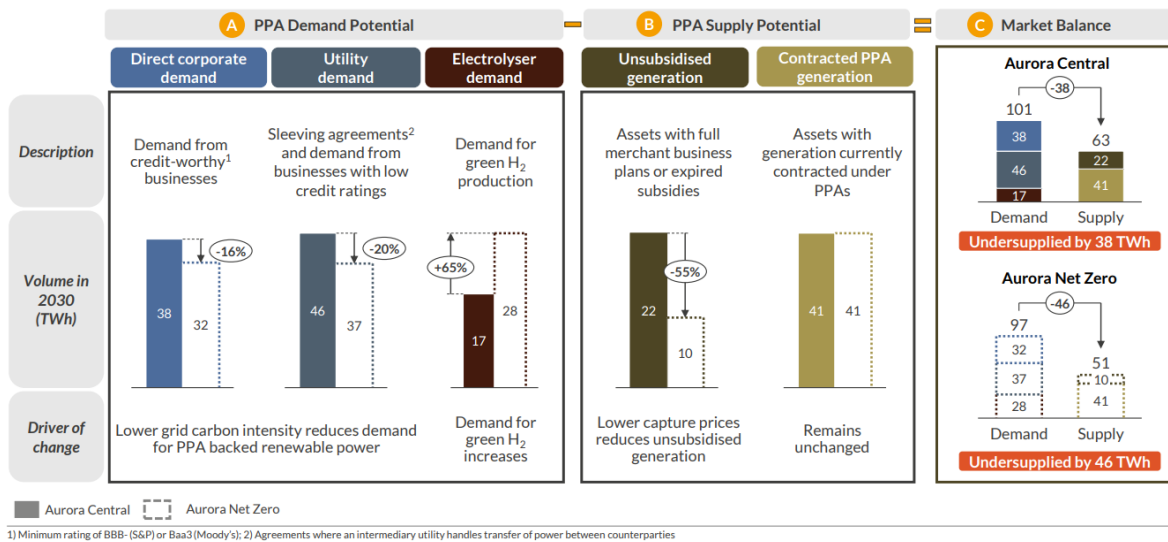 A PPA Demand Potential
B PPA Supply Potential
C Market Balance
Direct corporate
demand
Utility
demand
Electrolyser
demand
Unsubsidised
generation
Contracted PPA
generation
Description
Demand from
credit-worthy¹
businesses
Sleeving agreements²
and demand from
businesses with low
credit ratings
Demand for
green H₂
production
Assets with full
merchant business
plans or expired
subsidies
Assets with
generation currently
contracted under
PPAs
Volume in
2030
(TWh)
-16%
38
32
-20%
46
37
+65%
17
28
-55%
22
10
41
41
Driver of
change
Lower grid carbon intensity reduces demand
for PPA backed renewable power
Demand for
green H₂
increases
Lower capture prices
reduces unsubsidised
generation
Remains
unchanged
Aurora Central
-38
101
63
38
22
46
41
17
Demand Supply
Undersupplied by 38 TWh
Aurora Net Zero
-46
97
51
32
10
37
41
28
Demand Supply
Undersupplied by 46 TWh
Aurora Central Aurora Net Zero
1) Minimum rating of BBB- (S&P) or Baa3 (Moody's); 2) Agreements where an intermediary utility handles transfer of power between counterparties